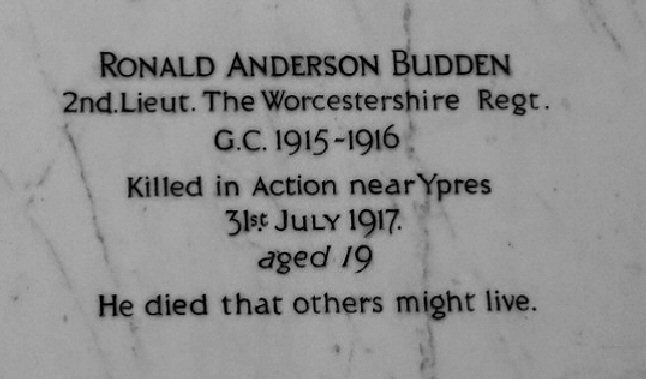 RONALD ANDERSON BUDDEN
2nd.Lieut. The Worcestershire Regt.
G.C. 1915-1916
Killed in Action near Ypres
31st JULY 1917.
aged 19
He died that others might live.